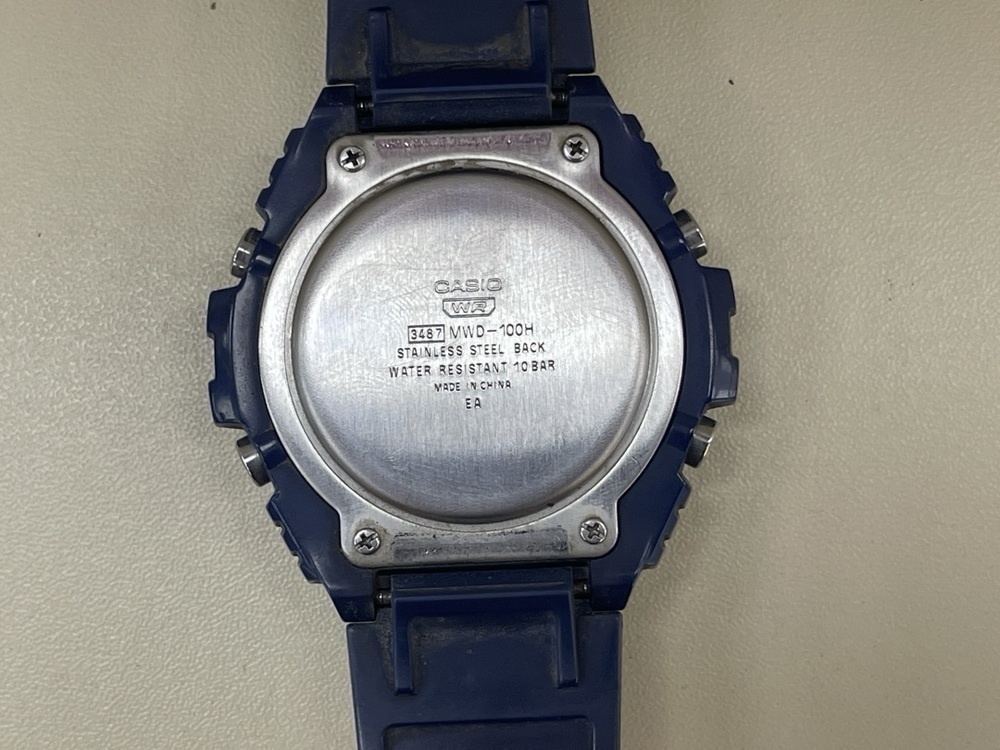 CASIO
WR
3487 MWD-100H
STAINLESS STEEL BACK
WATER RESISTANT 10 BAR
MADE IN CHINA
EA